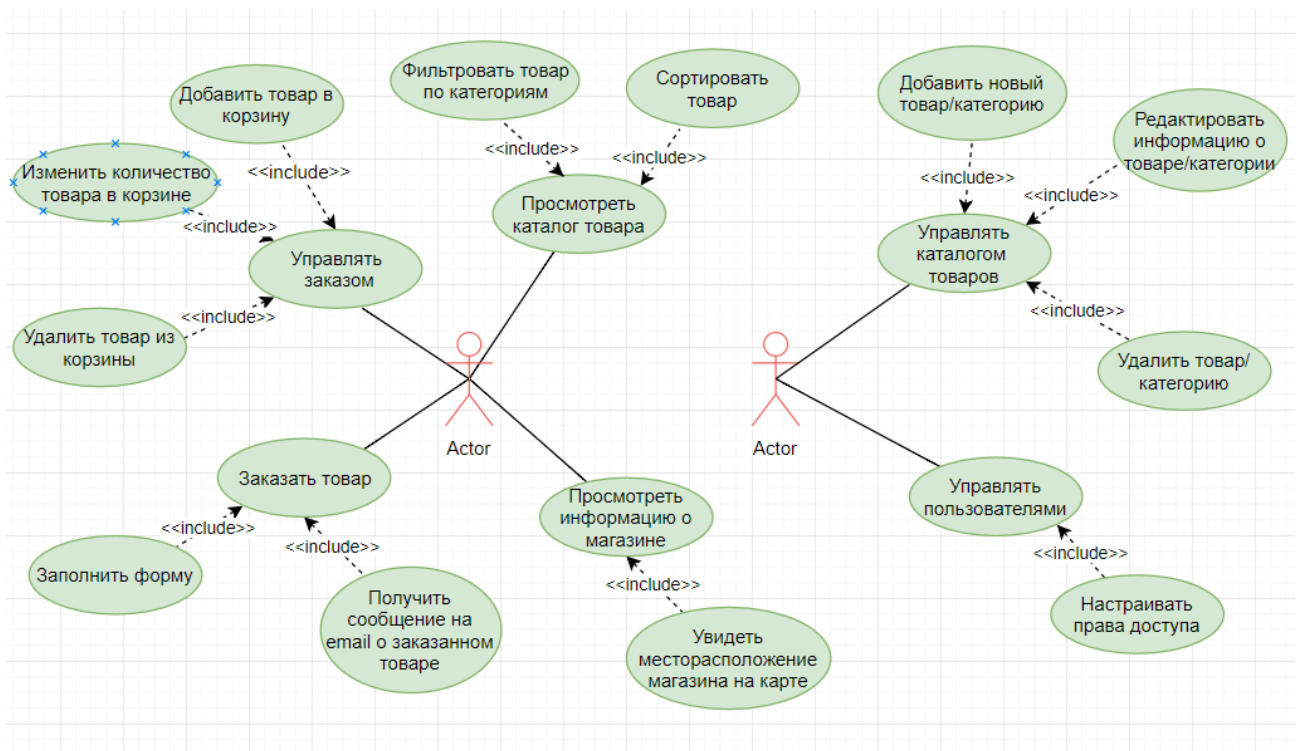 Фильтровать товар
по категориям
Сортировать
товар
Добавить новый
товар/категорию
Добавить товар в
корзину
Редактировать
информацию о
товаре/категории
<<include>>
<<include>>
<<include>>
Изменить количество
товара в корзине
<<include>>
<<include>>
Просмотреть
каталог товара
<<include>>
<<include>>
Управлять
заказом
Управлять
каталогом
товаров
<<include>>
<<include>>
Удалить товар из
корзины
Удалить товар/
категорию
Actor
Actor
Заказать товар
Просмотреть
информацию о
магазине
Управлять
пользователями
<<include>>
<<include>>
<<include>>
Заполнить форму
<<include>>
Получить
сообщение на
email о заказанном
товаре
Увидеть
месторасположение
магазина на карте
Настраивать
права доступа